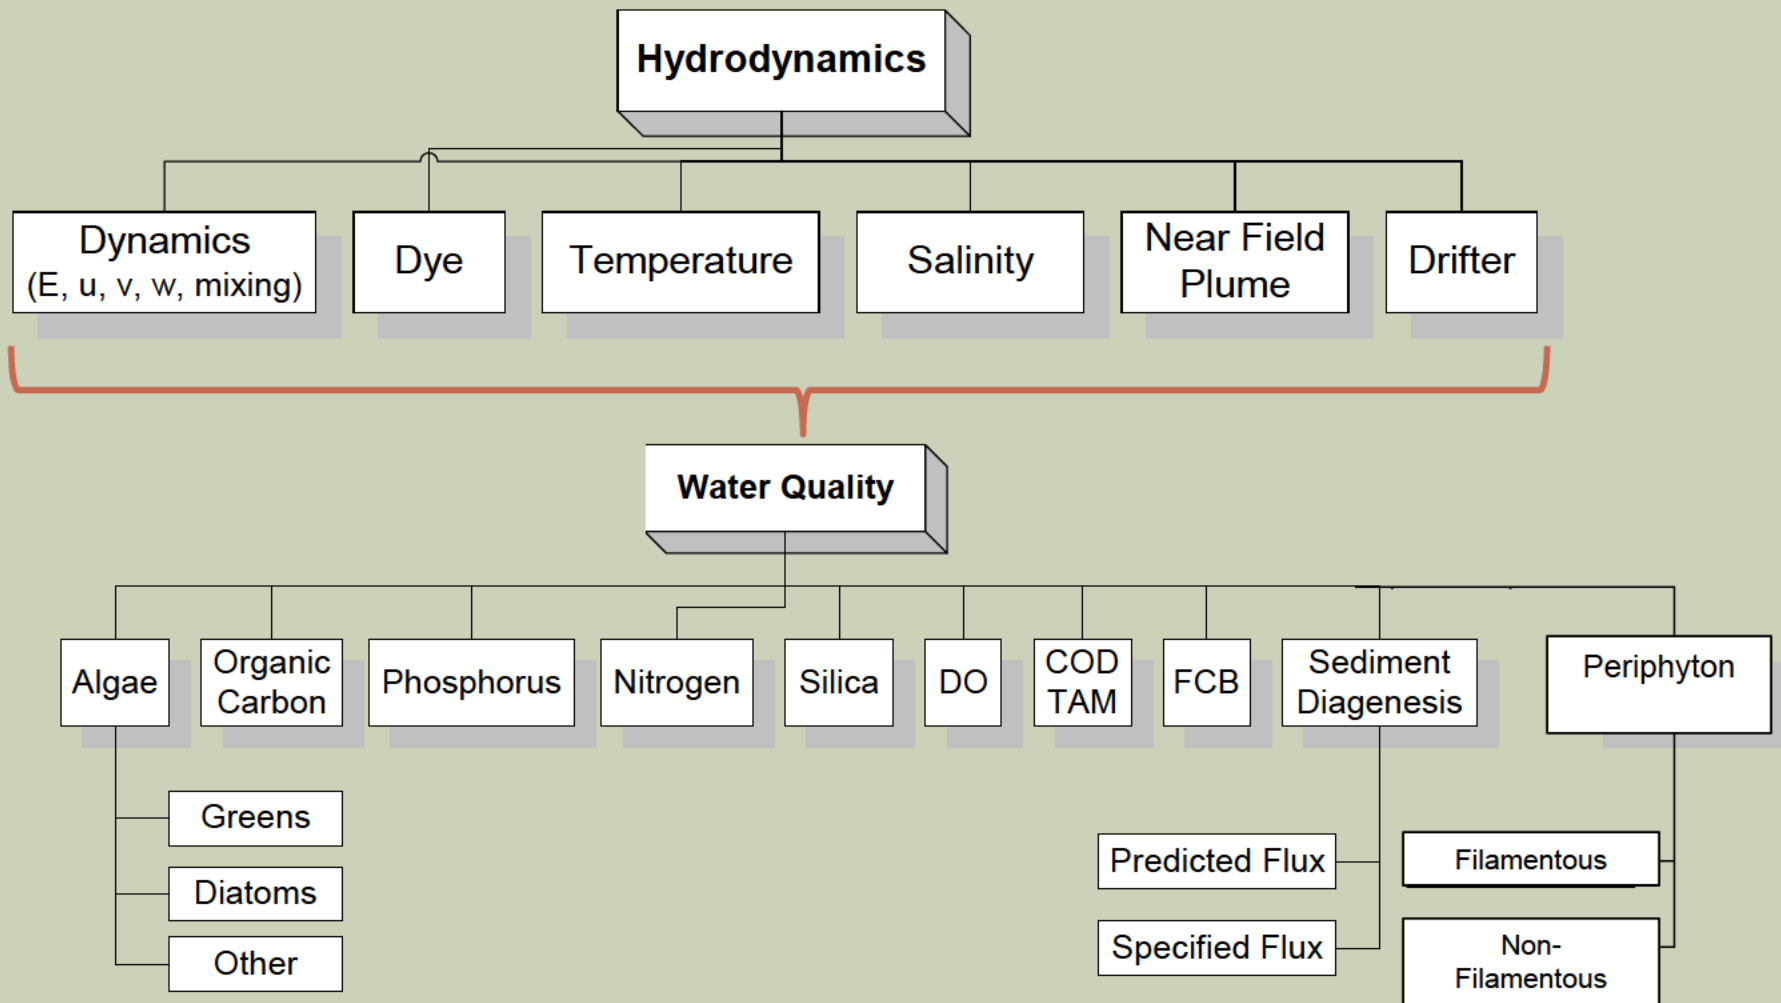 Hydrodynamics
Dynamics
(E, u, v, w, mixing)
Dye
Temperature
Salinity
Near Field
Plume
Drifter
Water Quality
Algae
Organic
Carbon
Phosphorus
Nitrogen
Silica
DO
COD
TAM
FCB
Sediment
Diagenesis
Periphyton
Greens
Diatoms
Other
Predicted Flux
Specified Flux
Filamentous
Non-
Filamentous